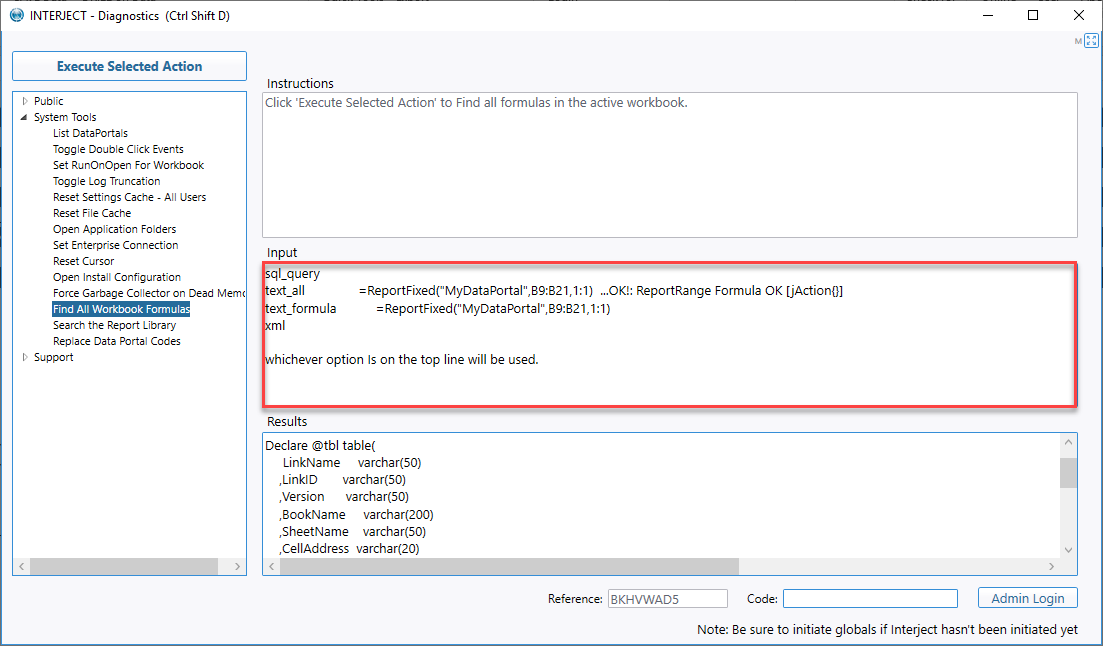 INTERJECT - Diagnostics  (Ctrl Shift D)
M
Execute Selected Action
Public
System Tools
List DataPortals
Toggle Double Click Events
Set RunOnOpen For Workbook
Toggle Log Truncation
Reset Settings Cache - All Users
Reset File Cache
Open Application Folders
Set Enterprise Connection
Reset Cursor
Open Install Configuration
Force Garbage Collector on Dead Memo
Find All Workbook Formulas
Search the Report Library
Replace Data Portal Codes
Support
Instructions
Click 'Execute Selected Action' to Find all formulas in the active workbook.
Input
sql_query
text_all =ReportFixed("MyDataPortal",B9:B21,1:1) ...OK!: ReportRange Formula OK [jAction{}]
text_formula =ReportFixed("MyDataPortal",B9:B21,1:1)
xml
whichever option Is on the top line will be used.
Results
Declare @tbl table(
LinkName varchar(50)
,LinkID varchar(50)
,Version varchar(50)
,BookName varchar(200)
,SheetName varchar(50)
,CellAddress varchar(20)
Reference: BKHVWAD5 Code: Admin Login
Note: Be sure to initiate globals if Interject hasn't been initiated yet